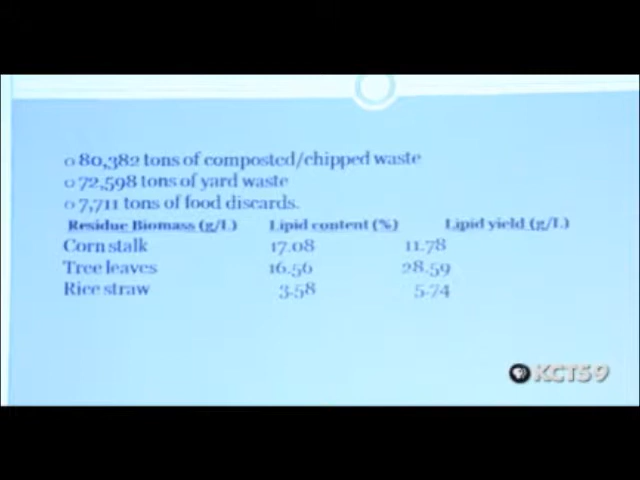 o 80,382 tons of composted/chipped waste
o 72,598 tons of yard waste
o 7,711 tons of food discards.
Residue Biomass (g/L) Lipid content (%) Lipid yield (g/L)
Corn stalk 17.08 11.78
Tree leaves 16.56 28.59
Rice straw 3.58 5.74
KCTS9